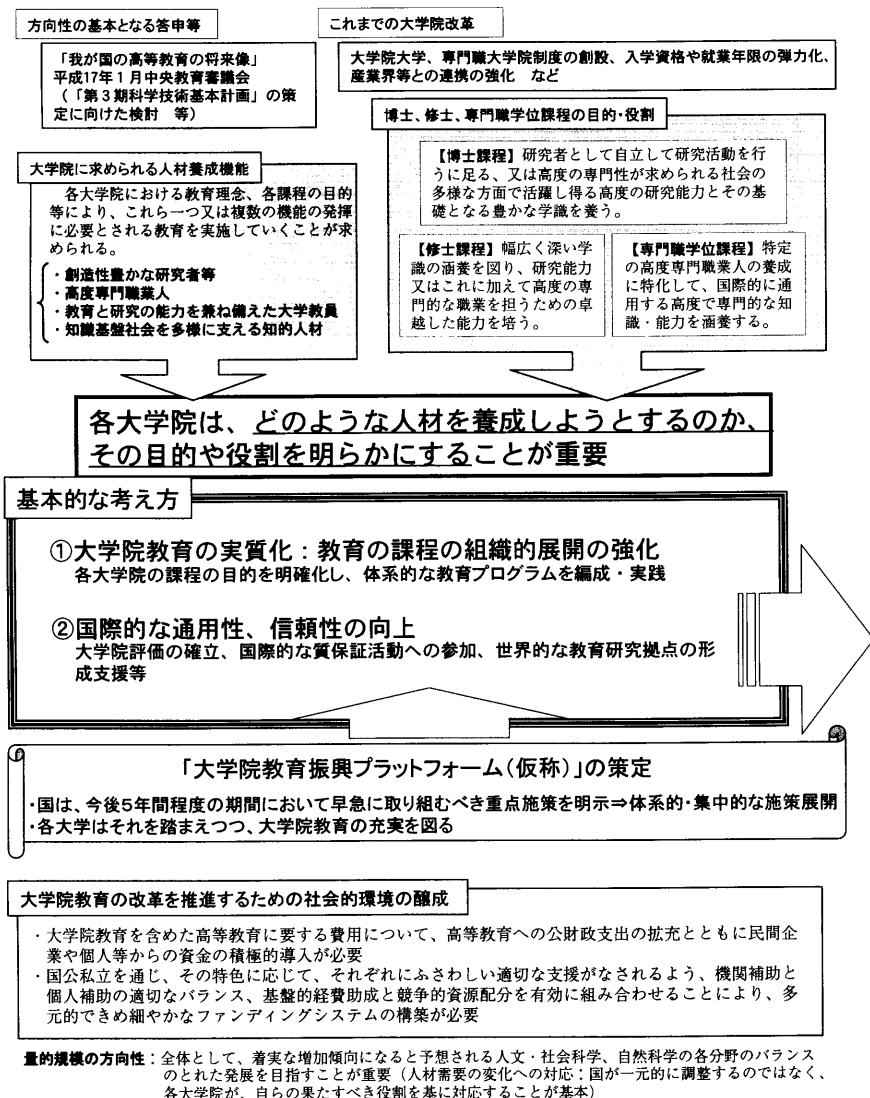 方向性の基本となる答申等
「我が国の高等教育の将来像」
平成17年1月中央教育審議会
（「第3期科学技術基本計画」の策
定に向けた検討　等）
これまでの大学院改革
大学院大学、専門職大学院制度の創設、入学資格や就業年限の弾力化、
産業界等との連携の強化　など
大学院に求められる人材養成機能
各大学院における教育理念、各課程の目的
等により、これら一つ又は複数の機能の発揮
に必要とされる教育を実施していくことが求
められる。
・創造性豊かな研究者等
・高度専門職業人
・教育と研究の能力を兼ね備えた大学教員
・知識基盤社会を多様に支える知的人材
博士、修士、専門職学位課程の目的・役割
【博士課程】研究者として自立して研究活動を行
うに足る、又は高度の専門性が求められる社会の
多様な方面で活躍し得る高度の研究能力とその基
礎となる豊かな学識を養う。
【修士課程】幅広く深い学
識の涵養を図り、研究能力
又はこれに加えて高度の専
門的な職業を担うための卓
越した能力を培う。
【専門職学位課程】特定
の高度専門職業人の養成
に特化して、国際的に通
用する高度で専門的な知
識・能力を涵養する。
各大学院は、どのような人材を養成しようとするのか、
その目的や役割を明らかにすることが重要
基本的な考え方
①大学院教育の実質化：教育の課程の組織的展開の強化
各大学院の課程の目的を明確化し、体系的な教育プログラムを編成・実践
②国際的な通用性、信頼性の向上
大学院評価の確立、国際的な質保証活動への参加、世界的な教育研究拠点の形
成支援等
「大学院教育振興プラットフォーム（仮称）」の策定
・国は、今後5年間程度の期間において早急に取り組むべき重点施策を明示⇒体系的・集中的な施策展開
・各大学はそれを踏まえつつ、大学院教育の充実を図る
大学院教育の改革を推進するための社会的環境の醸成
・大学院教育を含めた高等教育に要する費用について、高等教育への公財政支出の拡充とともに民間企
業や個人等からの資金の積極的導入が必要
・国公私立を通じ、その特色に応じて、それぞれにふさわしい適切な支援がなされるよう、機関補助と
個人補助の適切なバランス、基盤的経費助成と競争的資源配分を有効に組み合わせることにより、多
元的できめ細やかなファンディングシステムの構築が必要
量的規模の方向性：全体として、着実な増加傾向になると予想される人文・社会科学、自然科学の各分野のバランス
のとれた発展を目指すことが重要（人材需要の変化への対応：国が一元的に調整するのではなく、
各大学院が、自らの果たすべき役割を基に対応することが基本）